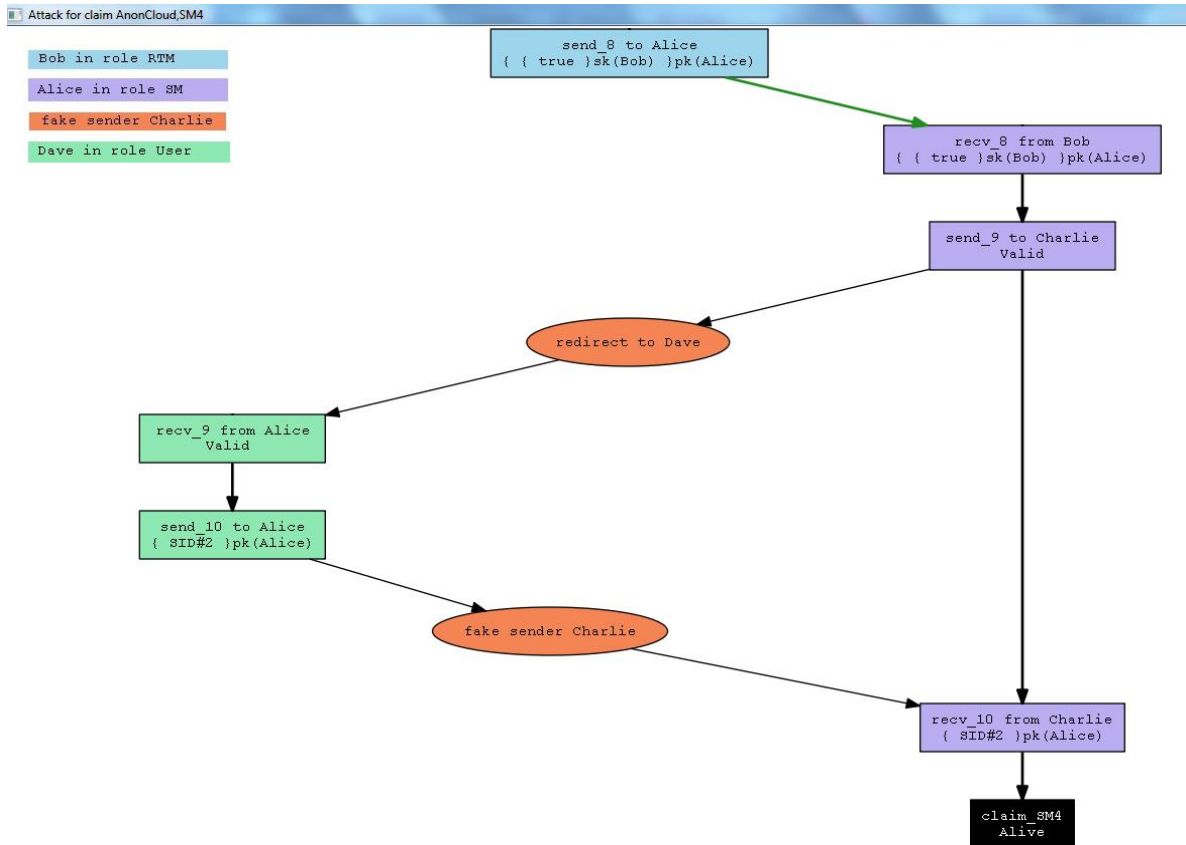 Attack for claim AnonCloud,SM4
Bob in role RTM
Alice in role SM
fake sender Charlie
Dave in role User
send_8 to Alice
{ { true }sk(Bob) }pk(Alice)
recv_8 from Bob
{ { true }sk(Bob) }pk(Alice)
send_9 to Charlie
Valid
redirect to Dave
recv_9 from Alice
Valid
send_10 to Alice
{ SID#2 }pk(Alice)
fake sender Charlie
recv_10 from Charlie
{ SID#2 }pk(Alice)
claim_SM4
Alive